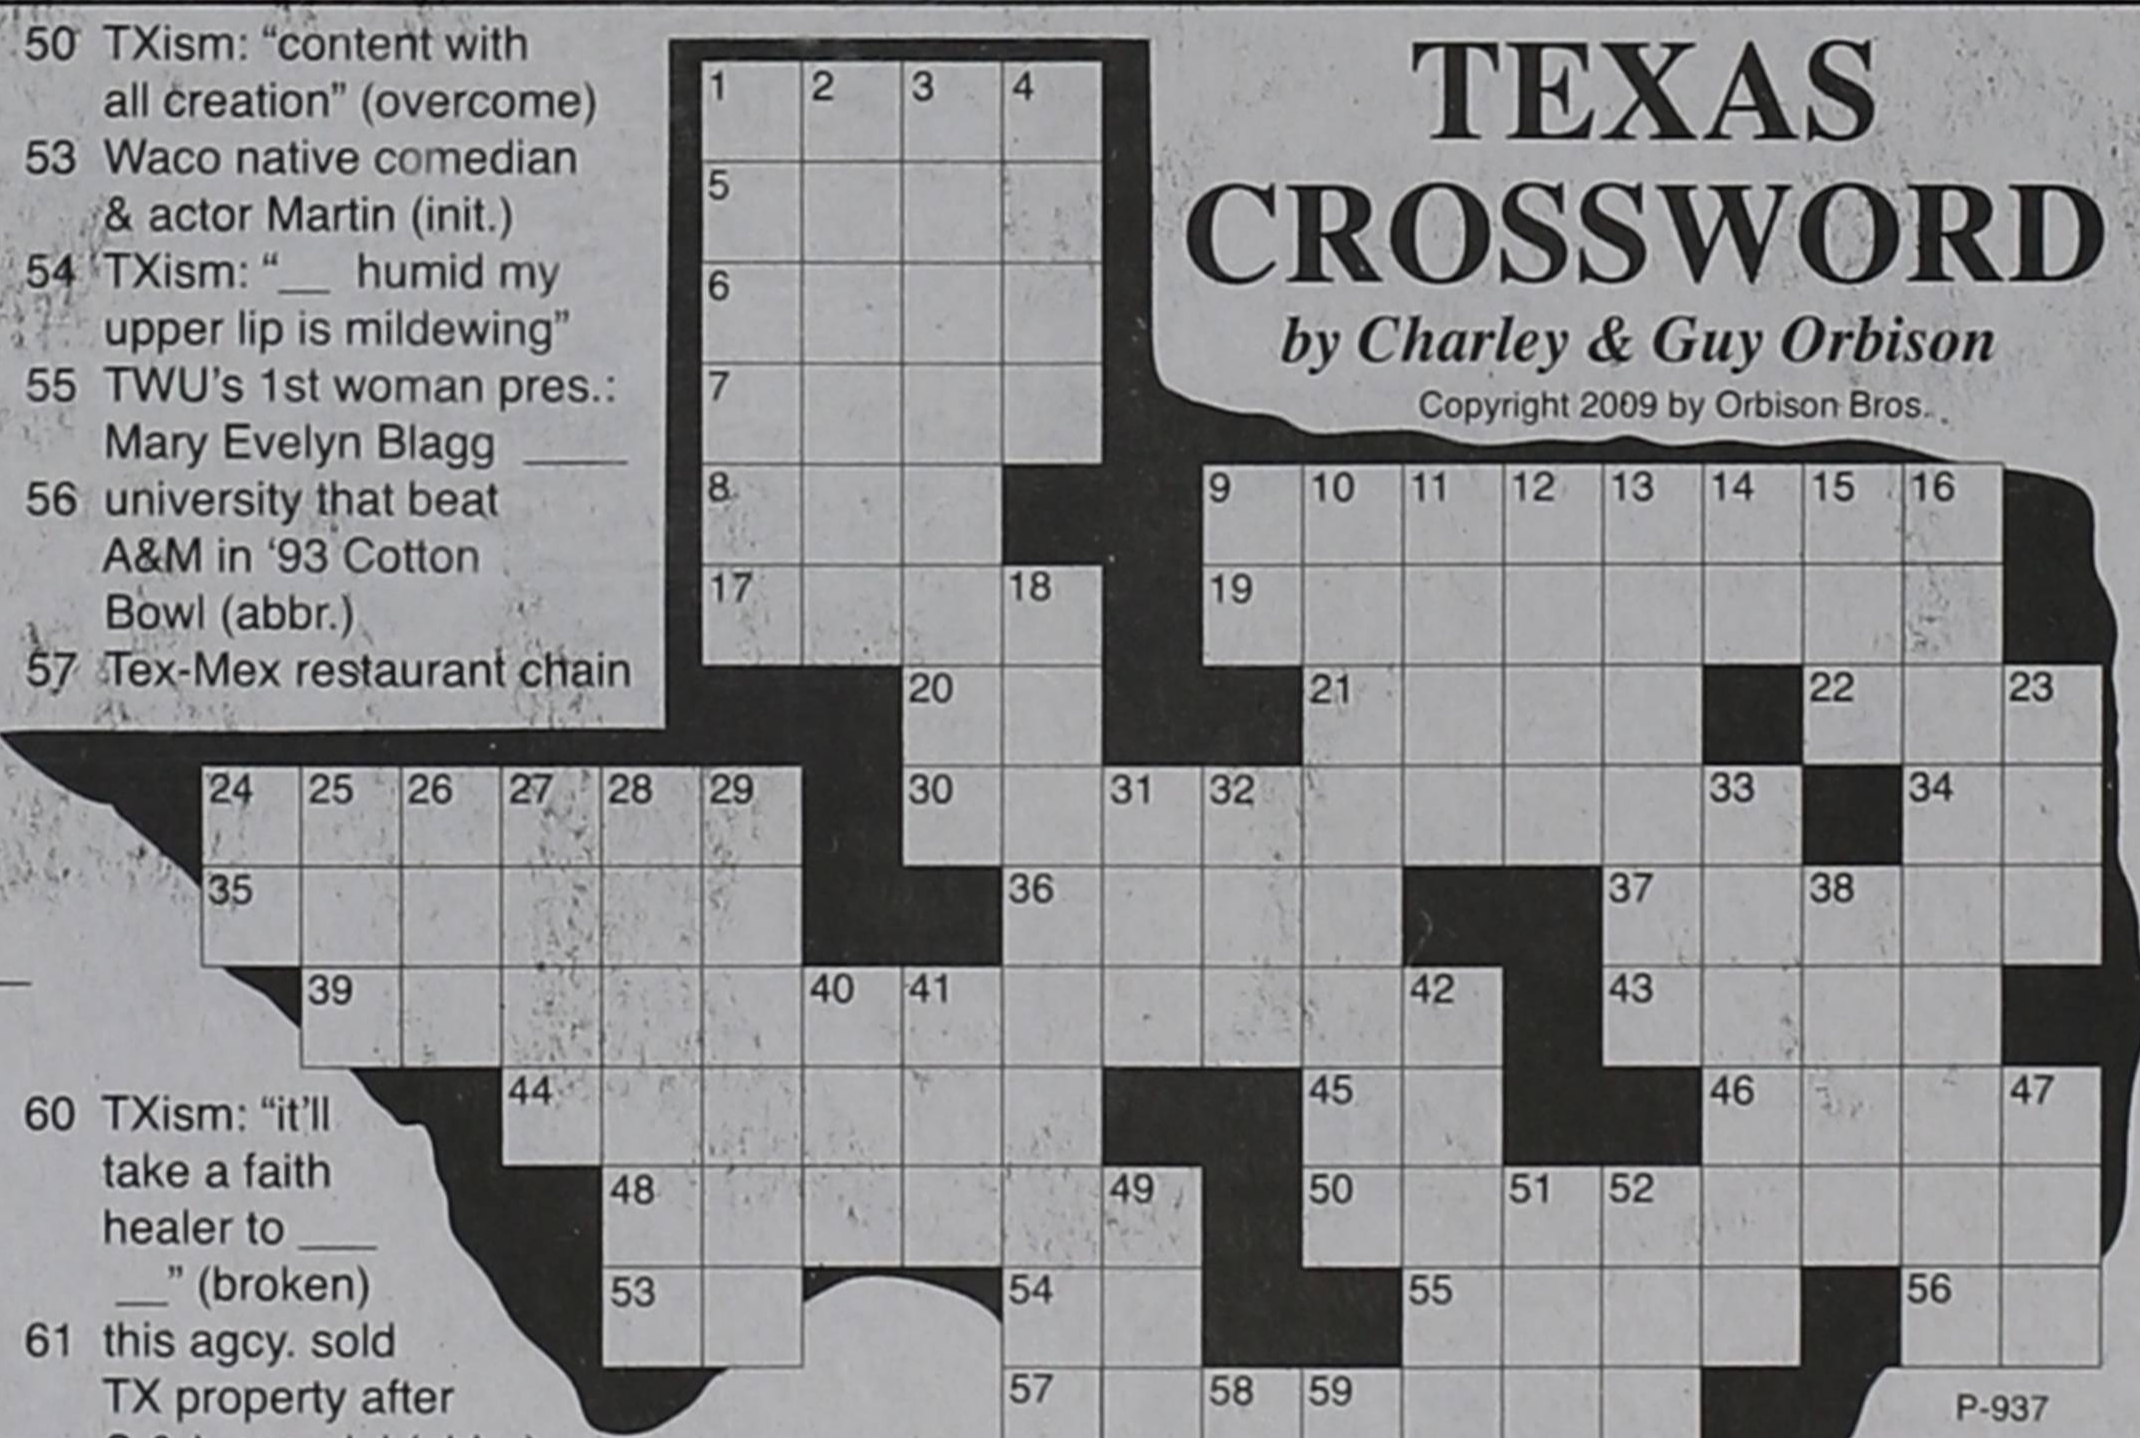 50 TXism: “content with
all creation” (overcome)
53 Waco native comedian
& actor Martin (init.)
54 TXism: “__ humid my
upper lip is mildewing”
55 TWU's 1st woman pres.:
Mary Evelyn Blagg ____
56 university that beat
A&M in ‘93 Cotton
Bowl (abbr.)
57 Tex-Mex restaurant chain
60 TXism: “it'll
take a faith
healer to ___
__” (broken)
61 this agcy. sold
TX property after
TEXAS
CROSSWORD
by Charley & Guy Orbison
Copyright 2009 by Orbison Bros.
1 2 3 4
5
6
7
8 9 10 11 12 13 14 15 16
17 18 19
20 21 22 23
24 25 26 27 28 29 30 31 32 33 34
35 36 37 38
39 40 41 42 43
44 45 46 47
48 49 50 51 52
53 54 55 56
57 58 59
P-937